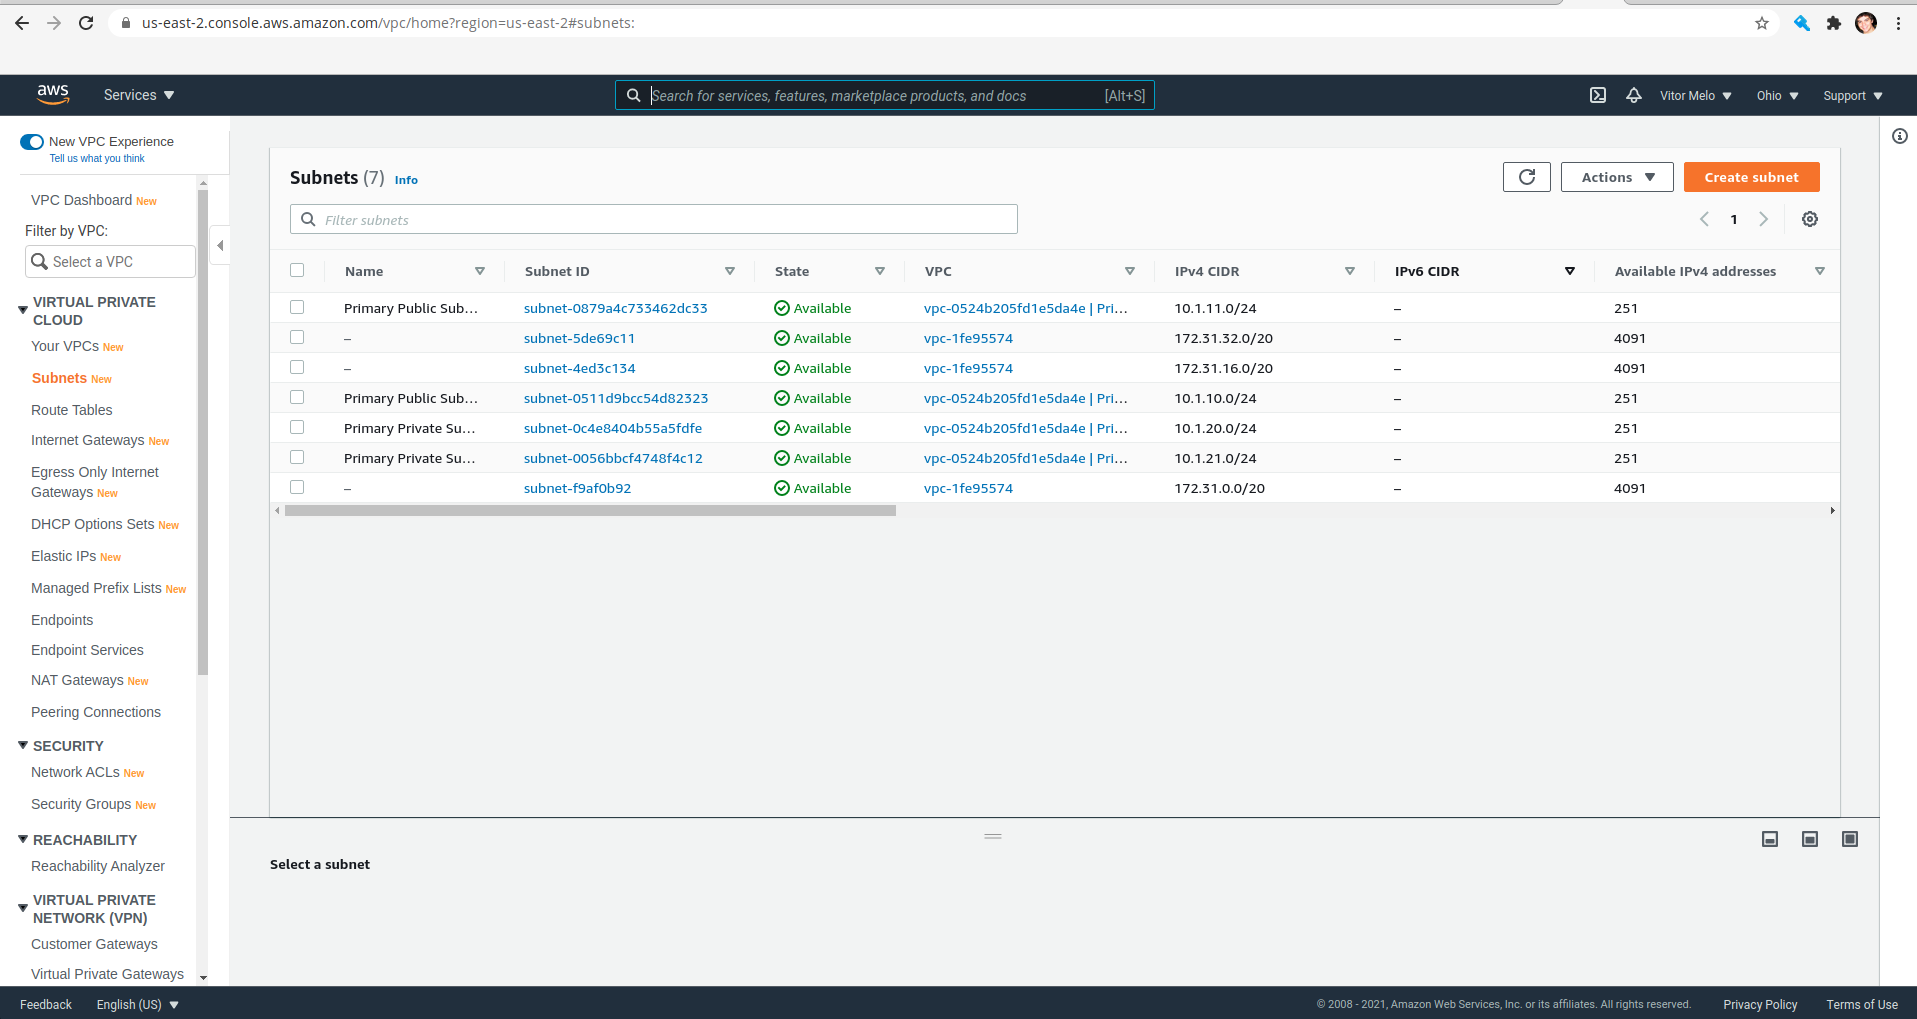 us-east-2.console.aws.amazon.com/vpc/home?region=us-east-2#subnets:
aws Services Search for services, features, marketplace products, and docs [Alt+S] Vitor Melo Ohio Support
New VPC Experience
Tell us what you think
VPC Dashboard New
Filter by VPC:
Select a VPC
VIRTUAL PRIVATE
CLOUD
Your VPCs New
Subnets New
Route Tables
Internet Gateways New
Egress Only Internet
Gateways New
DHCP Options Sets New
Elastic IPs New
Managed Prefix Lists New
Endpoints
Endpoint Services
NAT Gateways New
Peering Connections
SECURITY
Network ACLs New
Security Groups New
REACHABILITY
Reachability Analyzer
VIRTUAL PRIVATE
NETWORK (VPN)
Customer Gateways
Virtual Private Gateways
Subnets (7) Info Actions Create subnet
Filter subnets 1
Name Subnet ID State VPC IPv4 CIDR IPv6 CIDR Available IPv4 addresses
Primary Public Sub... subnet-0879a4c733462dc33 Available vpc-0524b205fd1e5da4e | Pri... 10.1.11.0/24 – 251
– subnet-5de69c11 Available vpc-1fe95574 172.31.32.0/20 – 4091
– subnet-4ed3c134 Available vpc-1fe95574 172.31.16.0/20 – 4091
Primary Public Sub... subnet-0511d9bcc54d82323 Available vpc-0524b205fd1e5da4e | Pri... 10.1.10.0/24 – 251
Primary Private Su... subnet-0c4e8404b55a5fdfe Available vpc-0524b205fd1e5da4e | Pri... 10.1.20.0/24 – 251
Primary Private Su... subnet-0056bbcf4748f4c12 Available vpc-0524b205fd1e5da4e | Pri... 10.1.21.0/24 – 251
– subnet-f9af0b92 Available vpc-1fe95574 172.31.0.0/20 – 4091
Select a subnet
Feedback English (US) © 2008 - 2021, Amazon Web Services, Inc. or its affiliates. All rights reserved. Privacy Policy Terms of Use